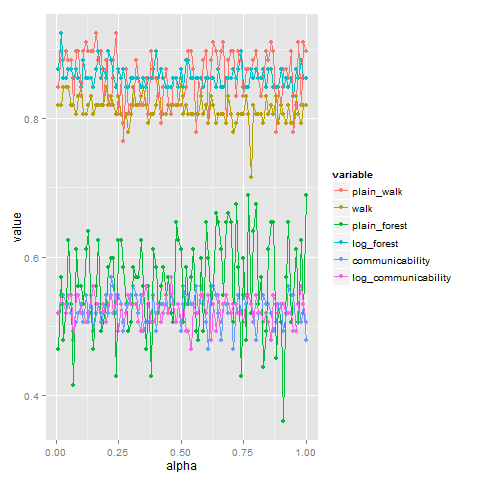 value
0.8
0.6
0.4
0.00
0.25
0.50
0.75
1.00
alpha
variable
plain_walk
walk
plain_forest
log_forest
communicability
log_communicability